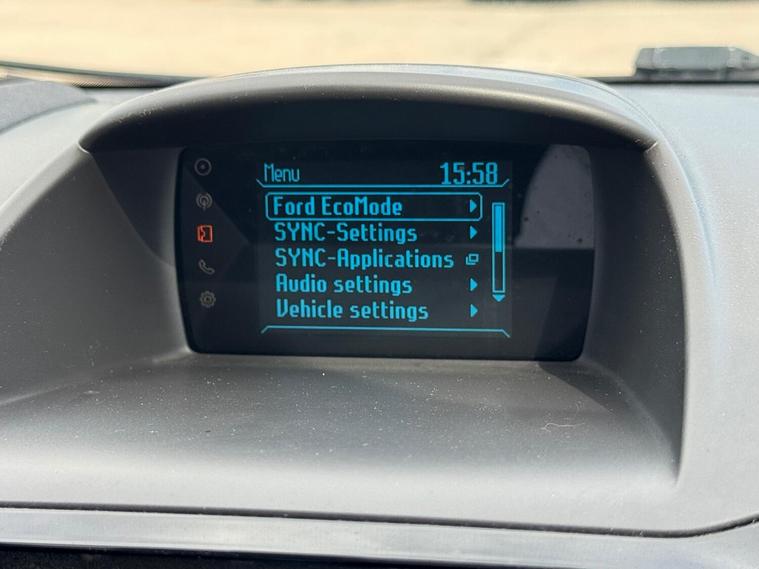 Menu 15:58
Ford EcoMode
SYNC-Settings
SYNC-Applications
Audio settings
Vehicle settings